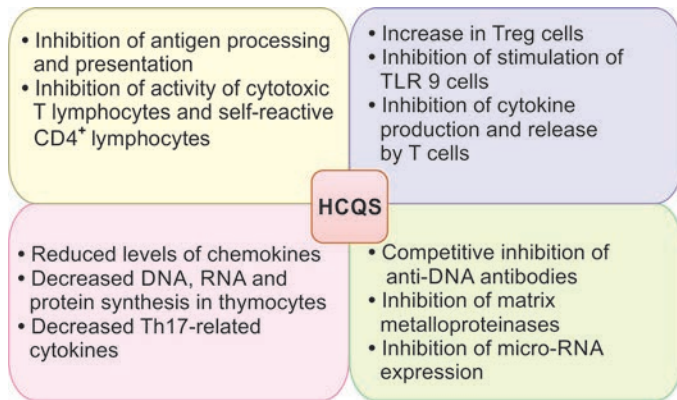 • Inhibition of antigen processing
and presentation
• Inhibition of activity of cytotoxic
T lymphocytes and self-reactive
CD4⁺ lymphocytes
• Increase in Treg cells
• Inhibition of stimulation of
TLR 9 cells
• Inhibition of cytokine
production and release
by T cells
HCQS
• Reduced levels of chemokines
• Decreased DNA, RNA and
protein synthesis in thymocytes
• Decreased Th17-related
cytokines
• Competitive inhibition of
anti-DNA antibodies
• Inhibition of matrix
metalloproteinases
• Inhibition of micro-RNA
expression